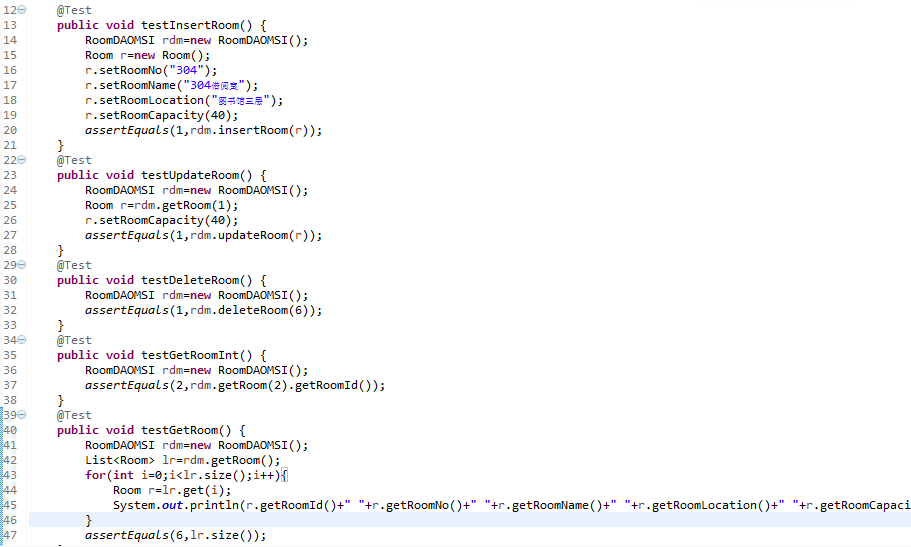 12 @Test
13 public void testInsertRoom() {
14 RoomDAOMSI rdm=new RoomDAOMSI();
15 Room r=new Room();
16 r.setRoomNo("304");
17 r.setRoomName("304借阅室");
18 r.setRoomLocation("图书馆三层");
19 r.setRoomCapacity(40);
20 assertEquals(1,rdm.insertRoom(r));
21 }
22 @Test
23 public void testUpdateRoom() {
24 RoomDAOMSI rdm=new RoomDAOMSI();
25 Room r=rdm.getRoom(1);
26 r.setRoomCapacity(40);
27 assertEquals(1,rdm.updateRoom(r));
28 }
29 @Test
30 public void testDeleteRoom() {
31 RoomDAOMSI rdm=new RoomDAOMSI();
32 assertEquals(1,rdm.deleteRoom(6));
33 }
34 @Test
35 public void testGetRoomInt() {
36 RoomDAOMSI rdm=new RoomDAOMSI();
37 assertEquals(2,rdm.getRoom(2).getRoomId());
38 }
39 @Test
40 public void testGetRoom() {
41 RoomDAOMSI rdm=new RoomDAOMSI();
42 List<Room> lr=rdm.getRoom();
43 for(int i=0;i<lr.size();i++){
44 Room r=lr.get(i);
45 System.out.println(r.getRoomId()+" "+r.getRoomNo()+" "+r.getRoomName()+" "+r.getRoomLocation()+" "+r.getRoomCapaci
46 }
47 assertEquals(6,lr.size());